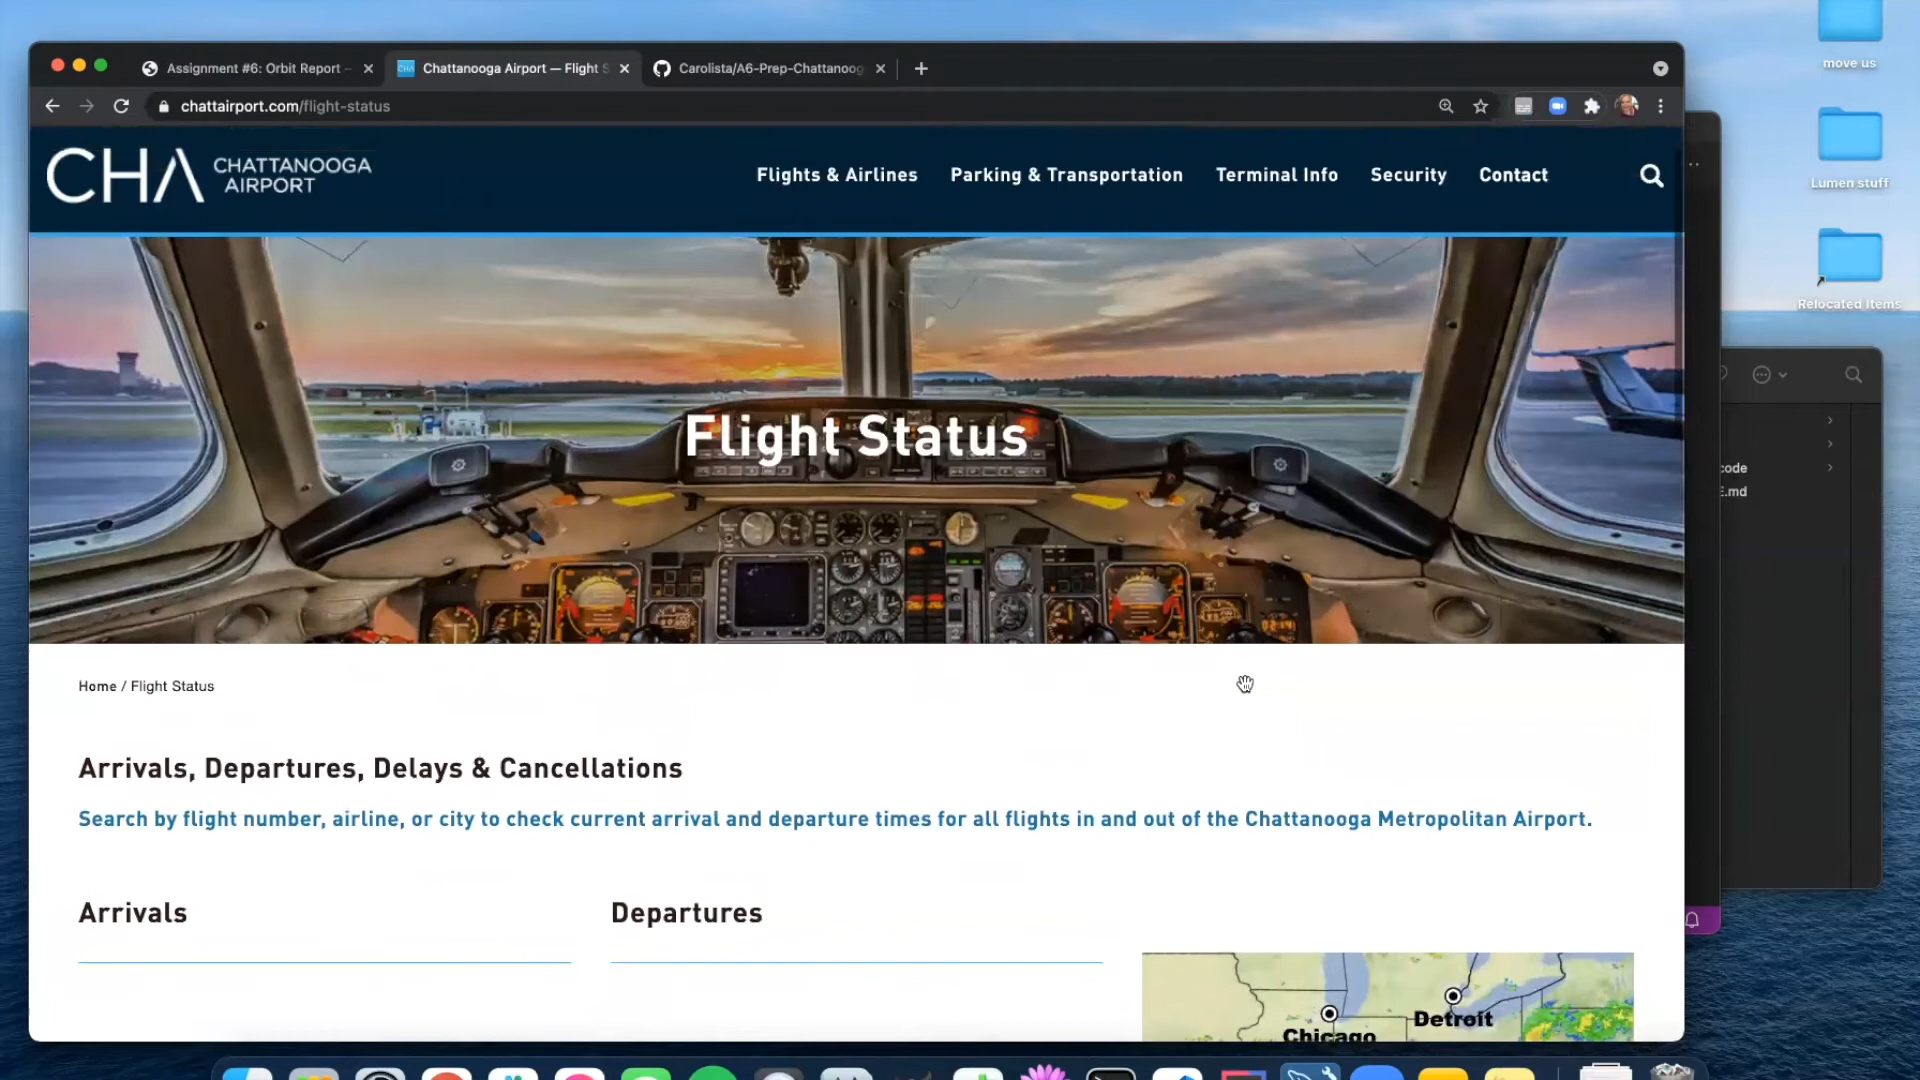 move us
Assignment #6: Orbit Report –
Chattanooga Airport — Flight S
Carolista/A6-Prep-Chattanoog
chattairport.com/flight-status
CHA CHATTANOOGA
AIRPORT
Flights & Airlines
Parking & Transportation
Terminal Info
Security
Contact
Lumen stuff
Relocated Items
Flight Status
code
E.md
Home / Flight Status
Arrivals, Departures, Delays & Cancellations
Search by flight number, airline, or city to check current arrival and departure times for all flights in and out of the Chattanooga Metropolitan Airport.
Arrivals
Departures
Detroit
Chicago